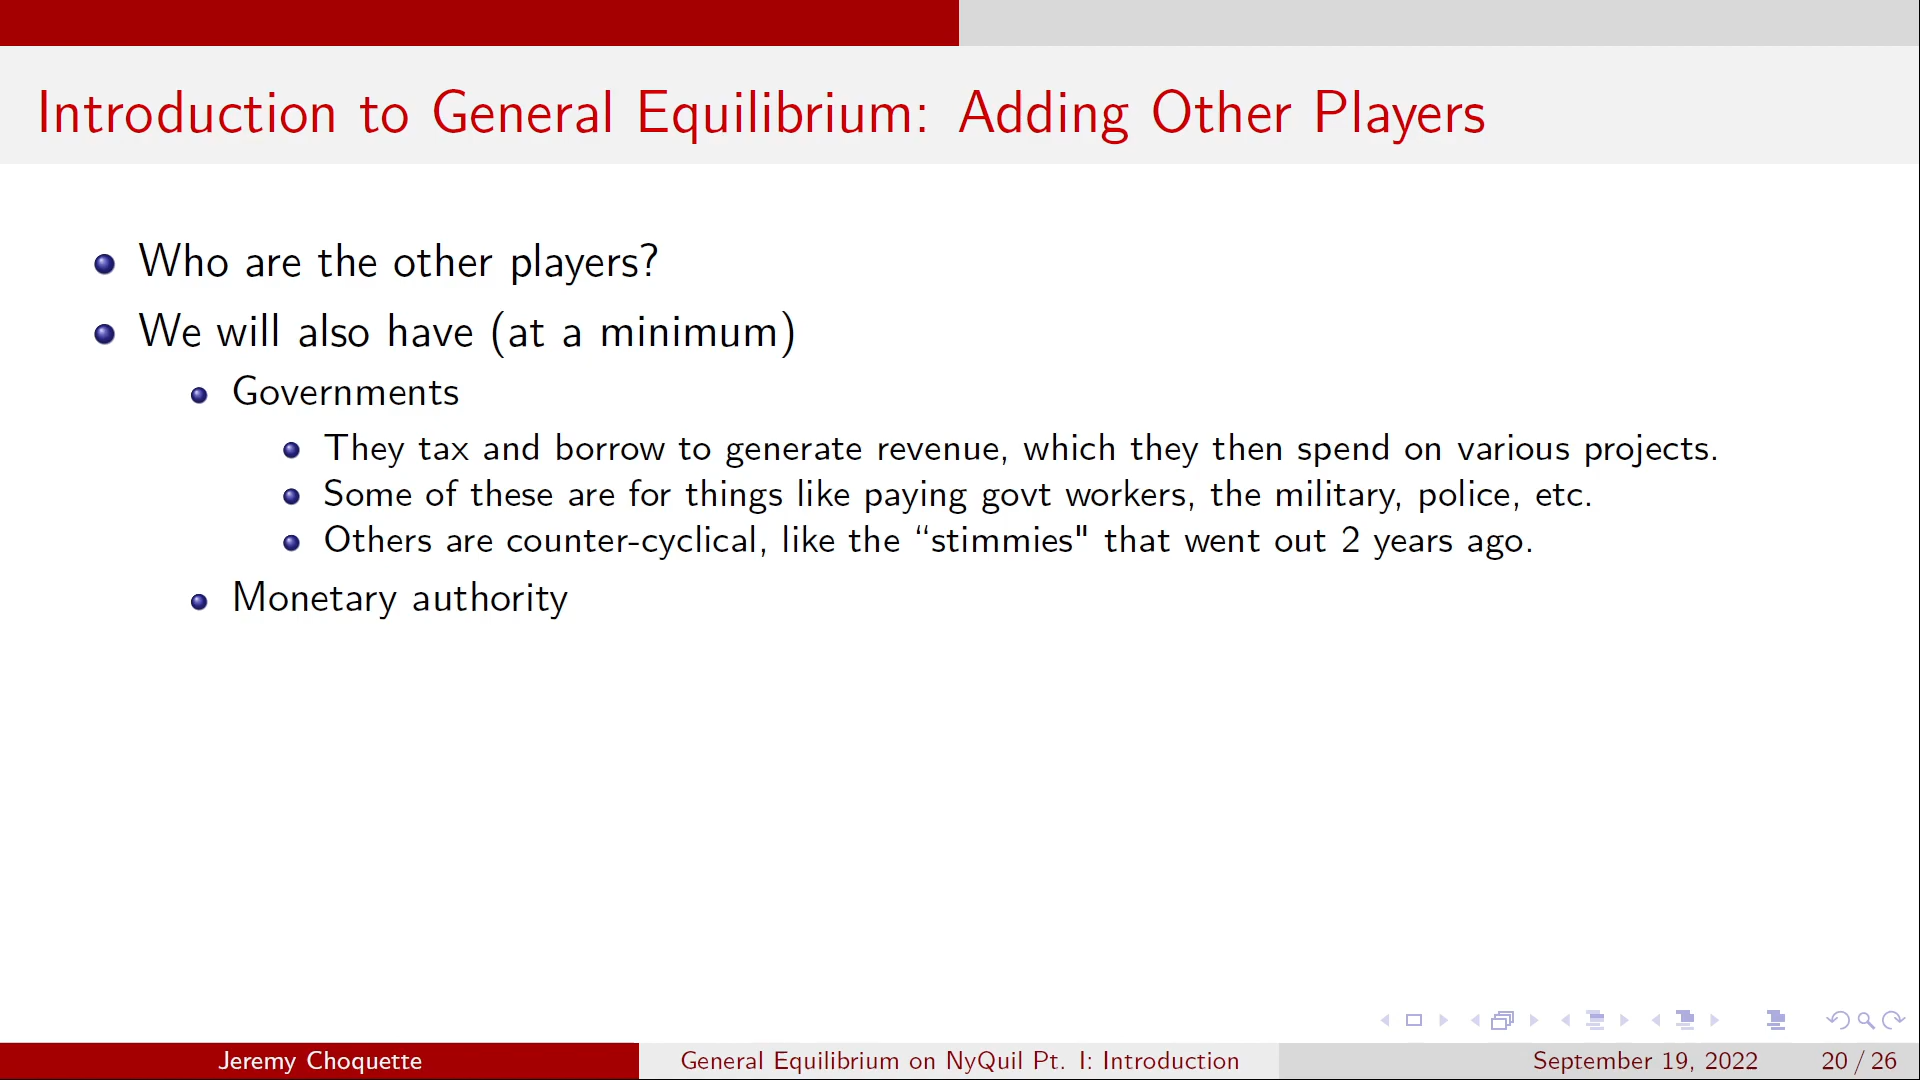 Introduction to General Equilibrium: Adding Other Players
Who are the other players?
We will also have (at a minimum)
Governments
They tax and borrow to generate revenue, which they then spend on various projects.
Some of these are for things like paying govt workers, the military, police, etc.
Others are counter-cyclical, like the “stimmies" that went out 2 years ago.
Monetary authority
Jeremy Choquette
General Equilibrium on NyQuil Pt. I: Introduction
September 19, 2022
20 / 26